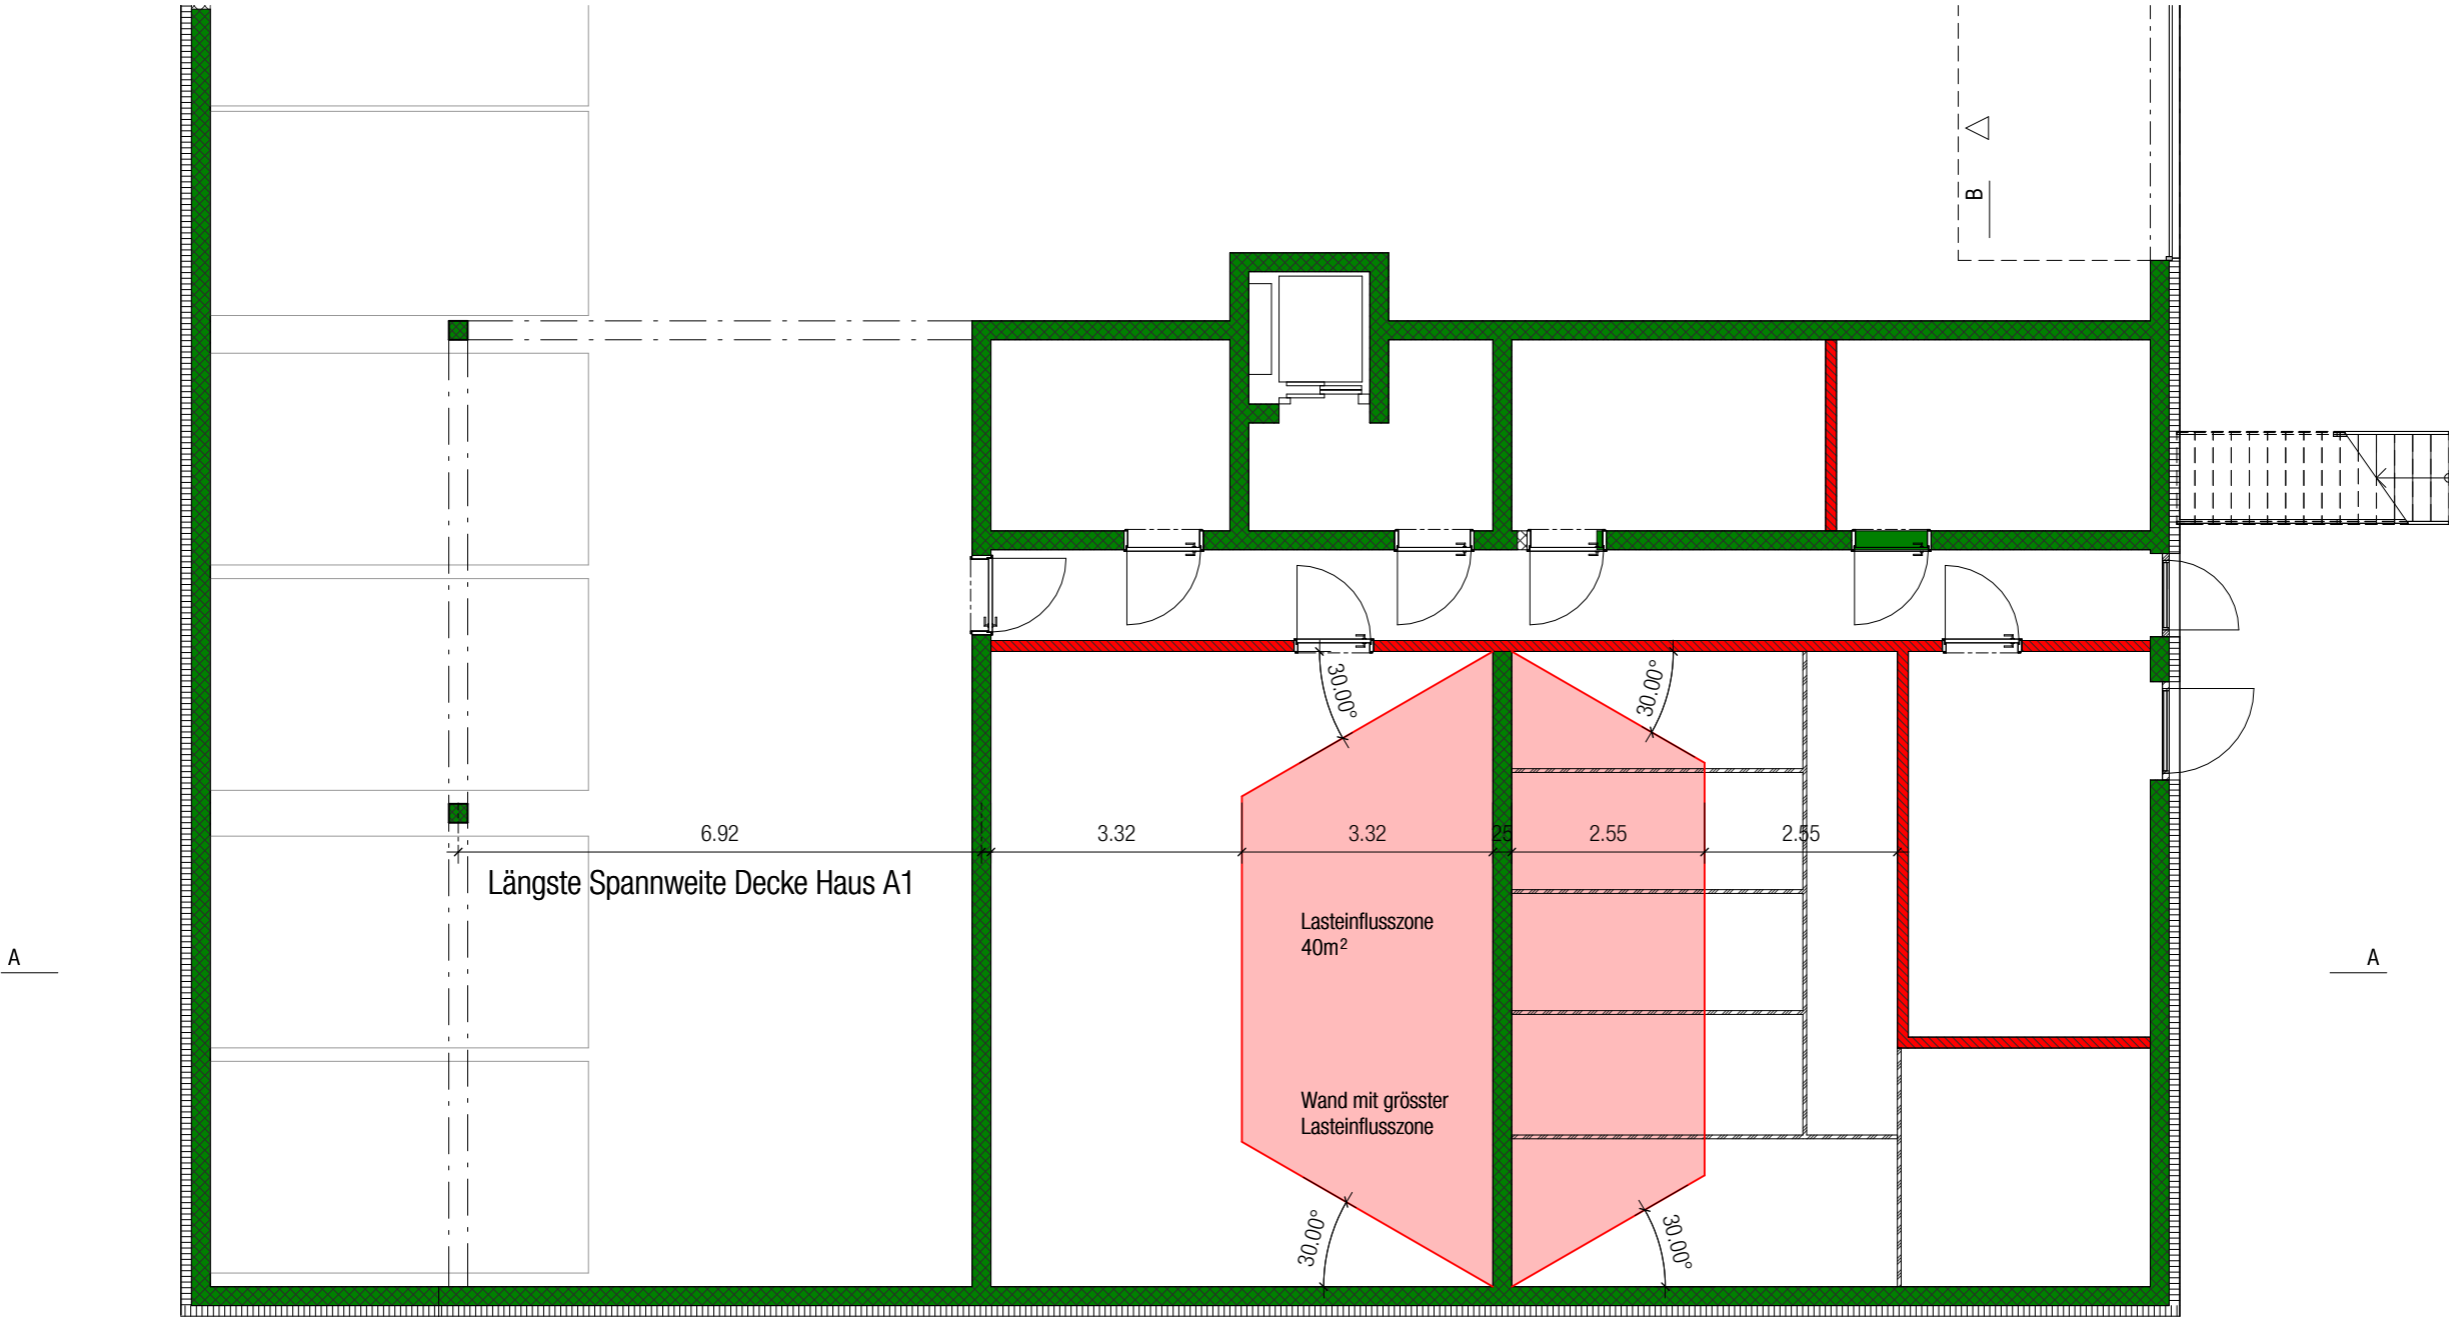 B
30.00°
30.00°
6.92
3.32
3.32
25
2.55
2.55
Längste Spannweite Decke Haus A1
Lasteinflusszone
40m²
A
A
Wand mit grösster
Lasteinflusszone
30.00°
30.00°